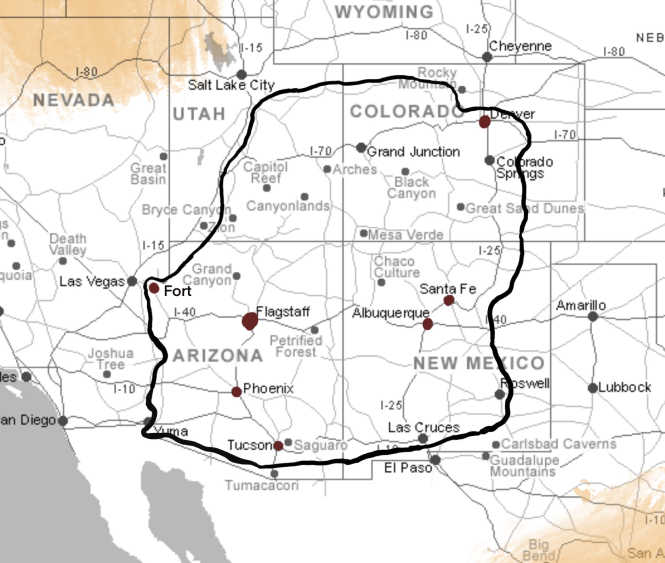 WYOMING
I-25
I-80
NEB
I-15
Cheyenne
I-80
I-80
Salt Lake City
Rocky
Mountain
NEVADA
UTAH
COLORADO
Denver
I-70
Great
Basin
I-70
Grand Junction
Capitol
Reef
Arches
Colorado
Springs
Black
Canyon
Canyonlands
Bryce Canyon
Great Sand Dunes
Zion
Mesa Verde
Death
Valley
I-15
I-25
quoia
Las Vegas
Grand
Canyon
Chaco
Culture
Fort
Santa Fe
I-40
Flagstaff
Albuquerque
I-40
Amarillo
Petrified
Forest
Joshua
Tree
ARIZONA
NEW MEXICO
les
I-10
Phoenix
Roswell
Lubbock
I-25
an Diego
Yuma
Las Cruces
Tucson
Saguaro
I-10
Carlsbad Caverns
El Paso
Guadalupe
Mountains
Tumacacori
I-10
Big
Bend
San A